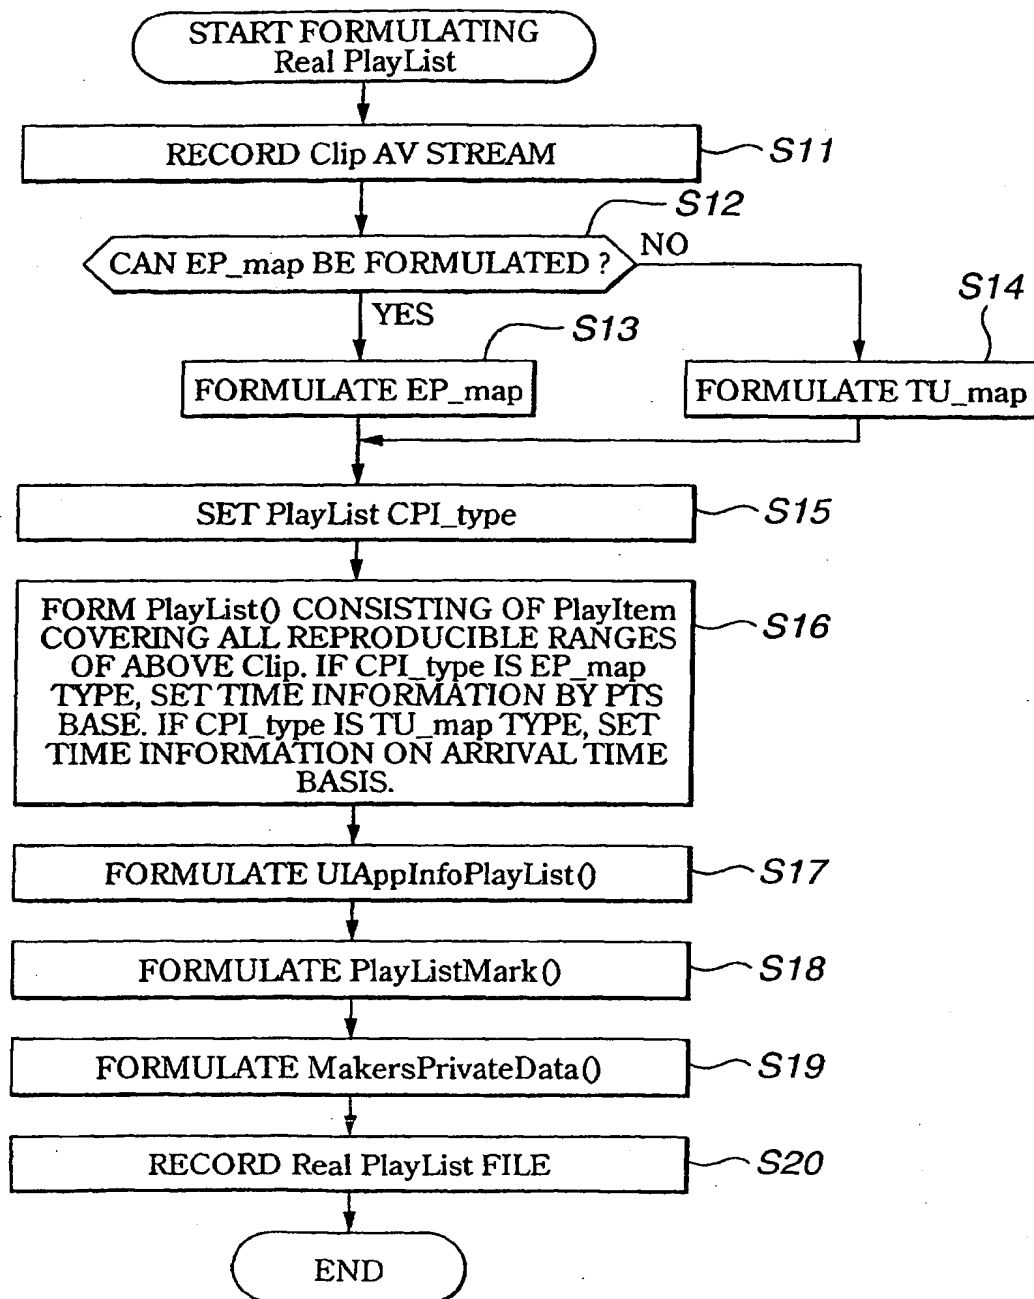 START FORMULATING
Real PlayList
RECORD Clip AV STREAM
S11
S12
CAN EP_map BE FORMULATED ?
NO
YES
S13
S14
FORMULATE EP_map
FORMULATE TU_map
SET PlayList CPI_type
S15
FORM PlayList() CONSISTING OF PlayItem
COVERING ALL REPRODUCIBLE RANGES
OF ABOVE Clip. IF CPI_type IS EP_map
TYPE, SET TIME INFORMATION BY PTS
BASE. IF CPI_type IS TU_map TYPE, SET
TIME INFORMATION ON ARRIVAL TIME
BASIS.
S16
FORMULATE UIAppInfoPlayList()
S17
FORMULATE PlayListMark()
S18
FORMULATE MakersPrivateData()
S19
RECORD Real PlayList FILE
S20
END